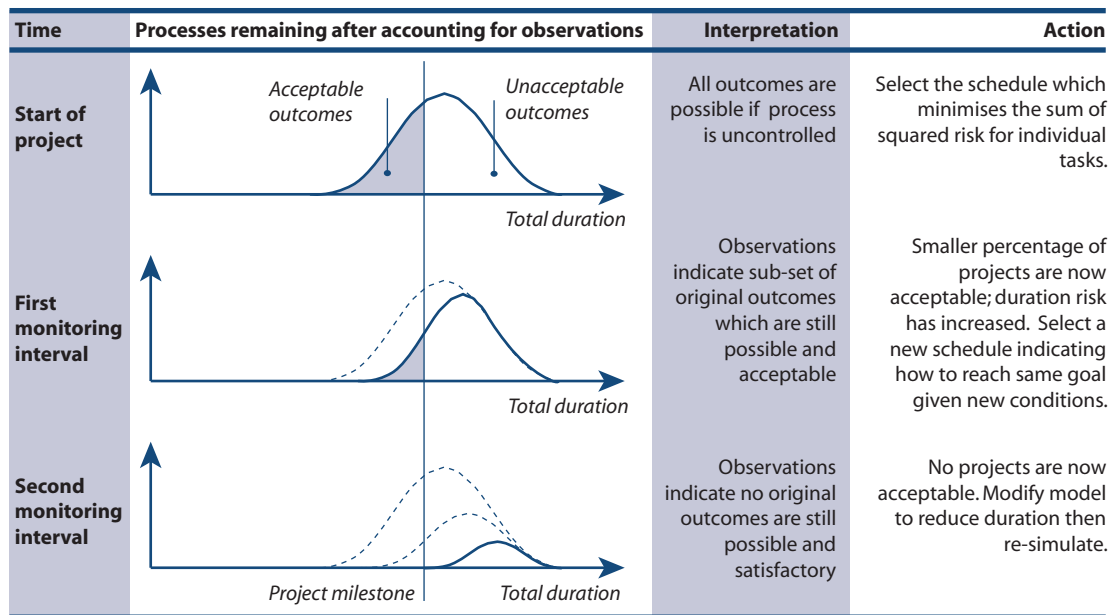 Time
Processes remaining after accounting for observations
Interpretation
Action
Start of
project
Acceptable
outcomes
Unacceptable
outcomes
Total duration
All outcomes are
possible if process
is uncontrolled
Select the schedule which
minimises the sum of
squared risk for individual
tasks.
First
monitoring
interval
Total duration
Observations
indicate sub-set of
original outcomes
which are still
possible and
acceptable
Smaller percentage of
projects are now
acceptable; duration risk
has increased. Select a
new schedule indicating
how to reach same goal
given new conditions.
Second
monitoring
interval
Project milestone
Total duration
Observations
indicate no original
outcomes are still
possible and
satisfactory
No projects are now
acceptable. Modify model
to reduce duration then
re-simulate.